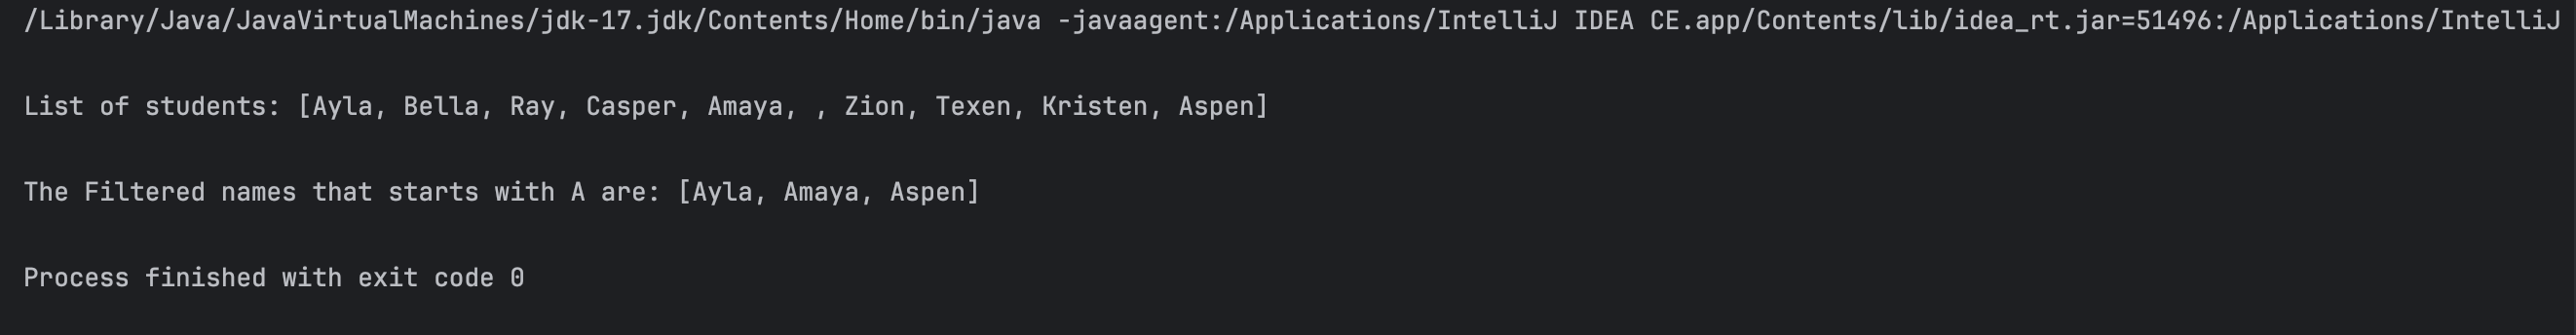 /Library/Java/JavaVirtualMachines/jdk-17.jdk/Contents/Home/bin/java -javaagent:/Applications/IntelliJ IDEA CE.app/Contents/lib/idea_rt.jar=51496:/Applications/IntelliJ
List of students: [Ayla, Bella, Ray, Casper, Amaya, , Zion, Texen, Kristen, Aspen]
The Filtered names that starts with A are: [Ayla, Amaya, Aspen]
Process finished with exit code 0